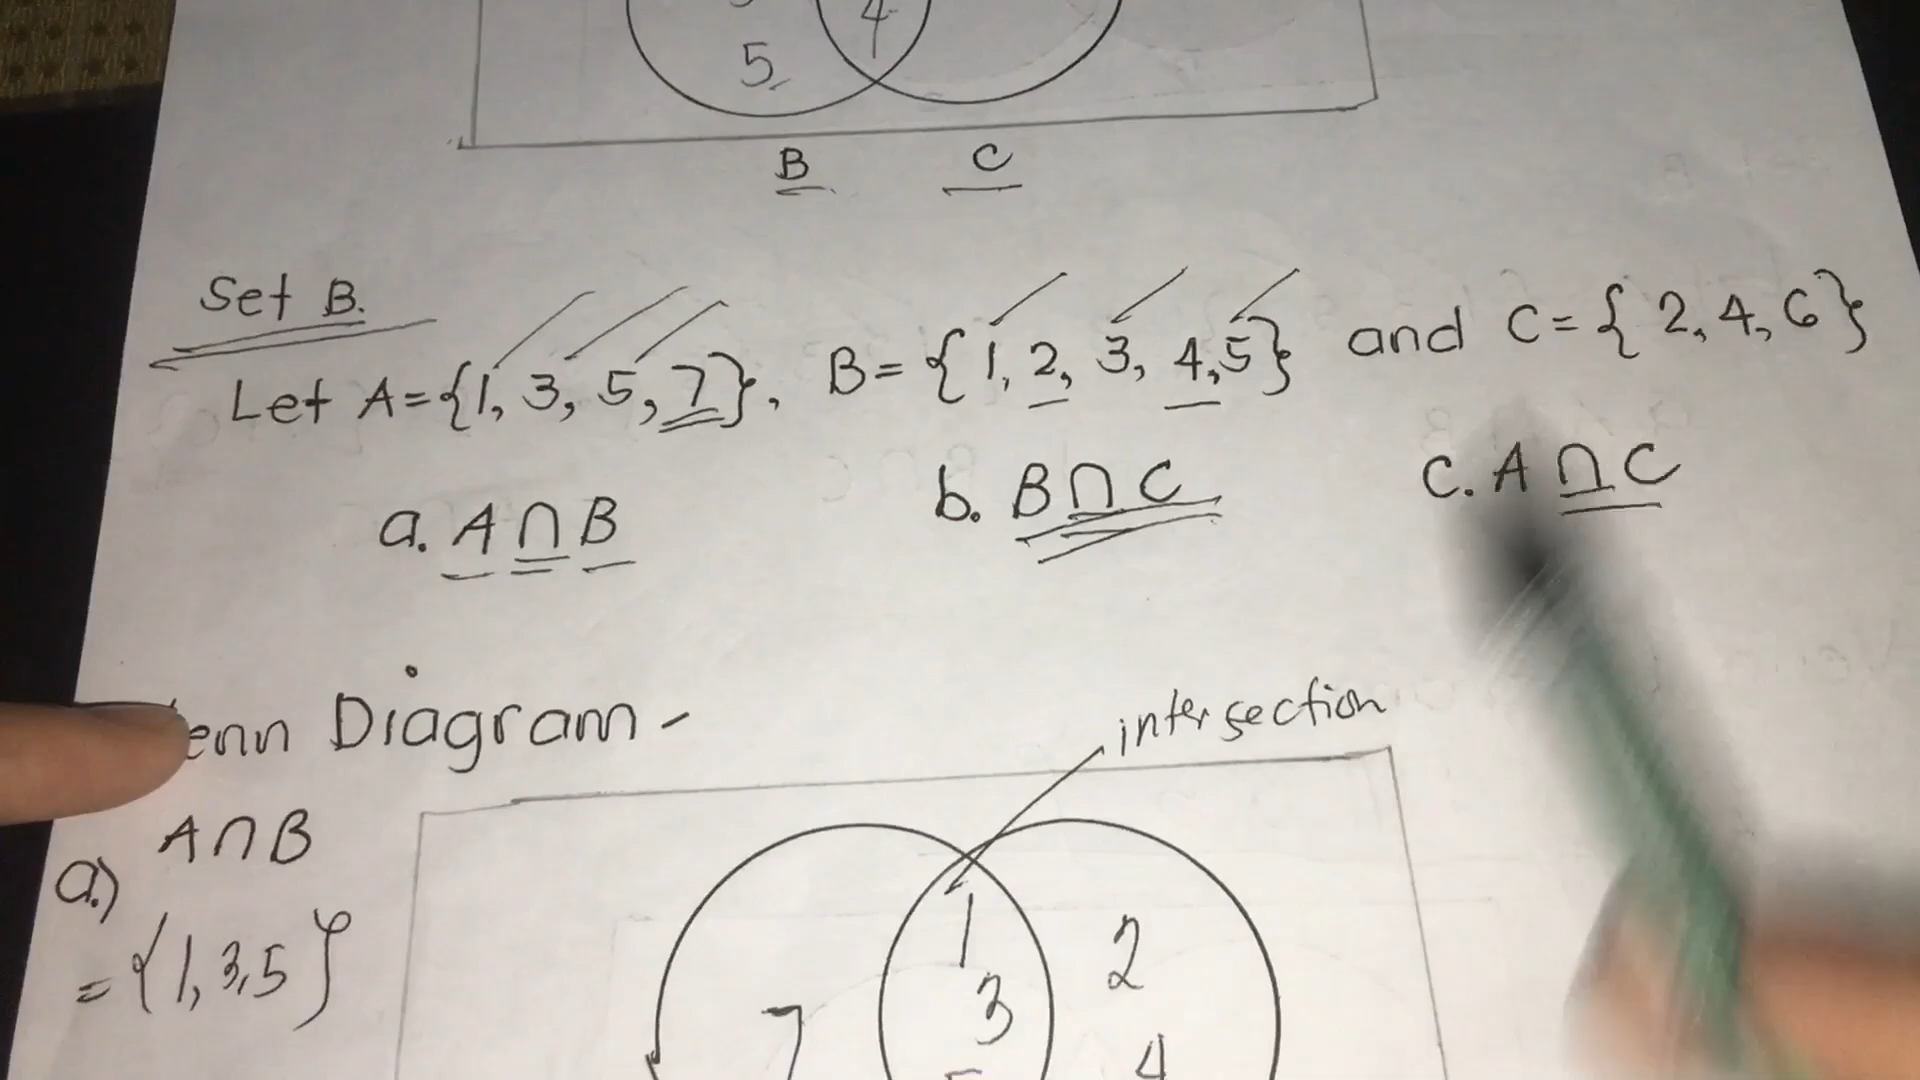 4
5
B C
Set B.
Let A={1, 3, 5, 7}, B= {1, 2, 3, 4,5} and C={ 2, 4, 6}
a. A∩B b. B∩C c. A∩C
enn Diagram -
intersection
A∩B
a.)
= {1, 3,5}
1
2
3
7
4